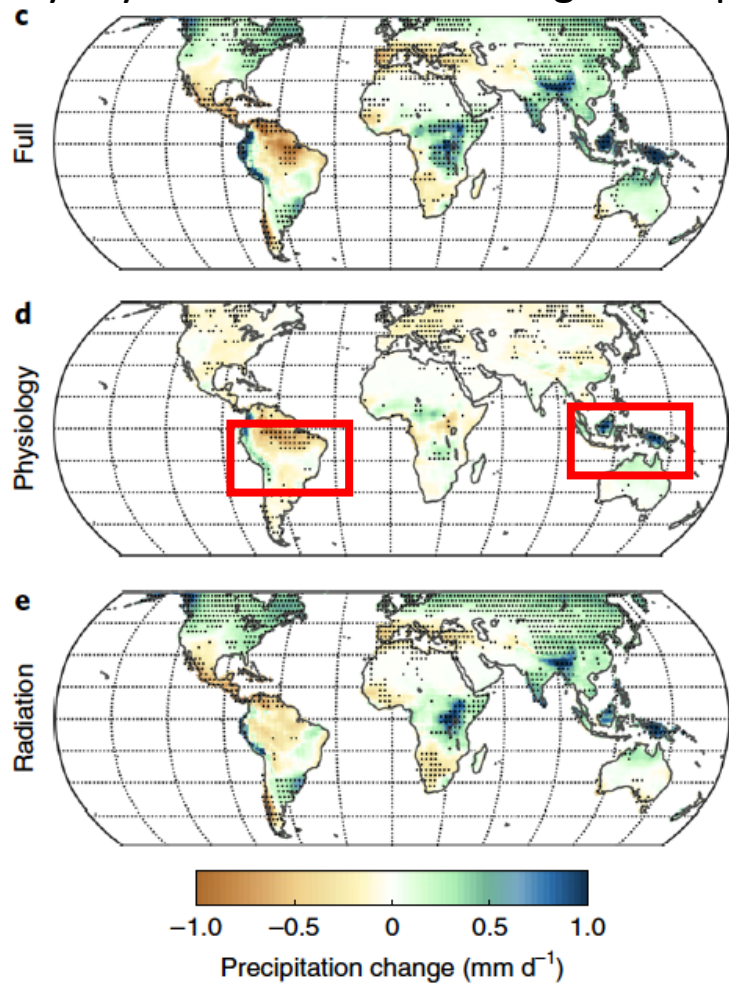 c
Full
d
Physiology
e
Radiation
−1.0 −0.5 0 0.5 1.0
Precipitation change (mm d⁻¹)